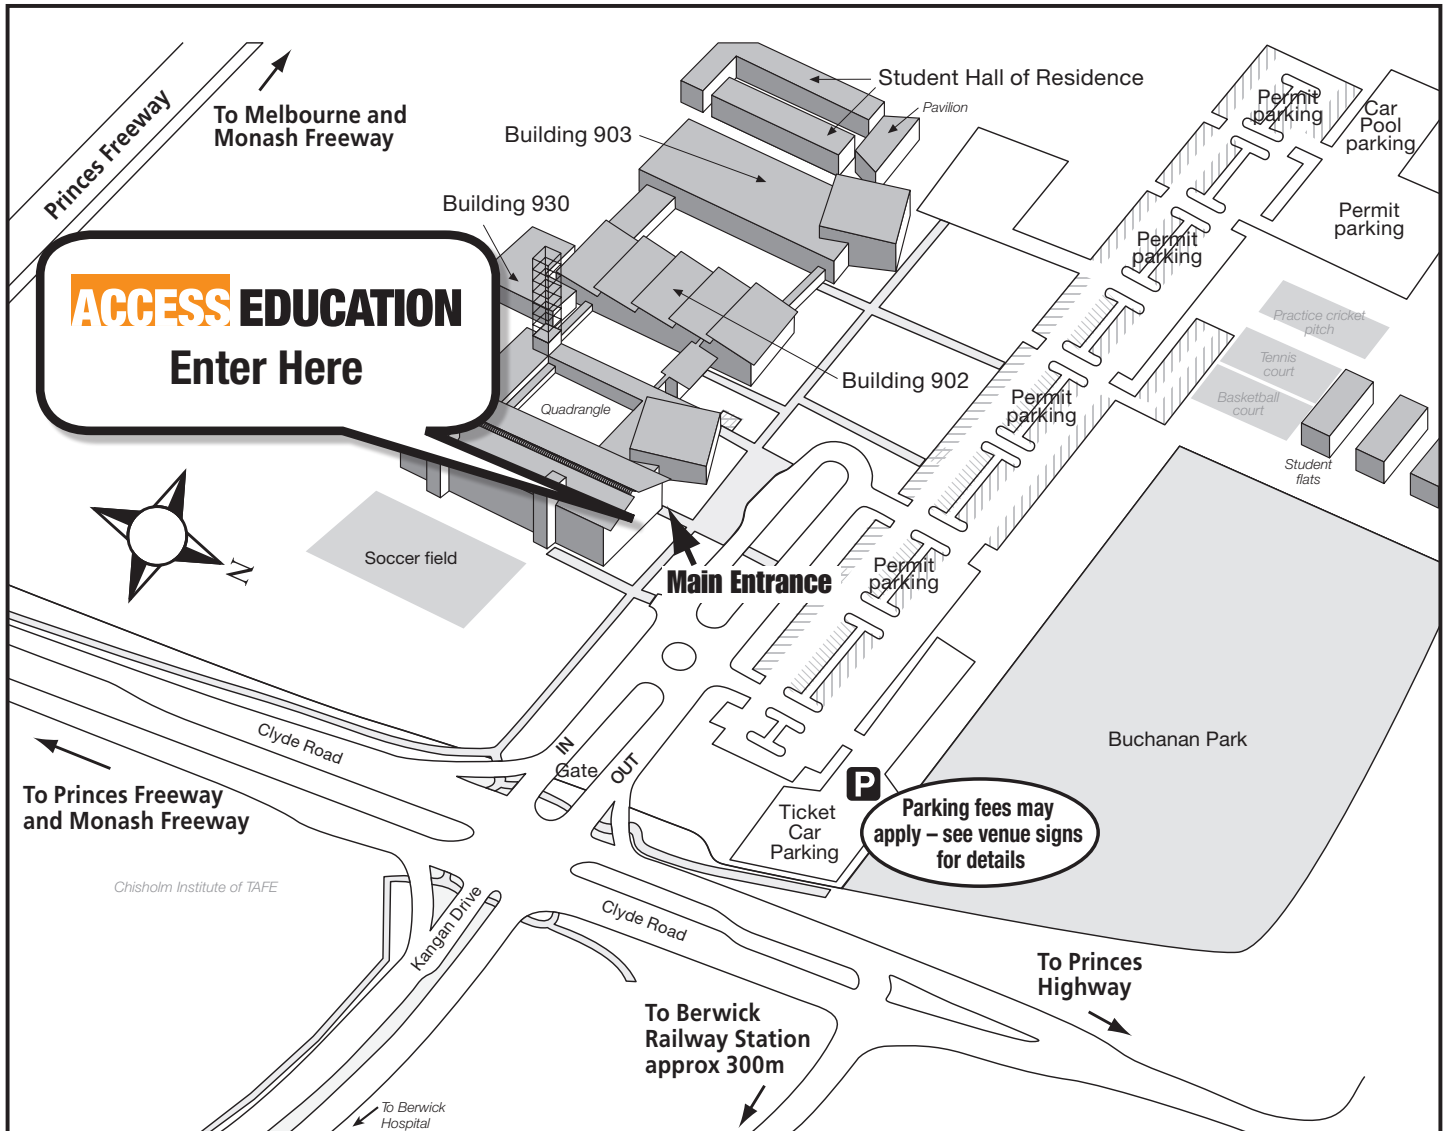 Student Hall of Residence
Pavilion
Permit
parking
Car
Pool
parking
To Melbourne and
Monash Freeway
Princes Freeway
Building 903
Building 930
Permit
parking
Permit
parking
ACCESS EDUCATION
Enter Here
Practice cricket
pitch
Tennis
court
Basketball
court
Building 902
Permit
parking
Quadrangle
Student
flats
Soccer field
N
Main Entrance
Permit
parking
Clyde Road
IN
Gate
OUT
Buchanan Park
To Princes Freeway
and Monash Freeway
P
Ticket
Car
Parking
Parking fees may
apply – see venue signs
for details
Chisholm Institute of TAFE
Kangan Drive
Clyde Road
To Princes
Highway
To Berwick
Railway Station
approx 300m
To Berwick
Hospital